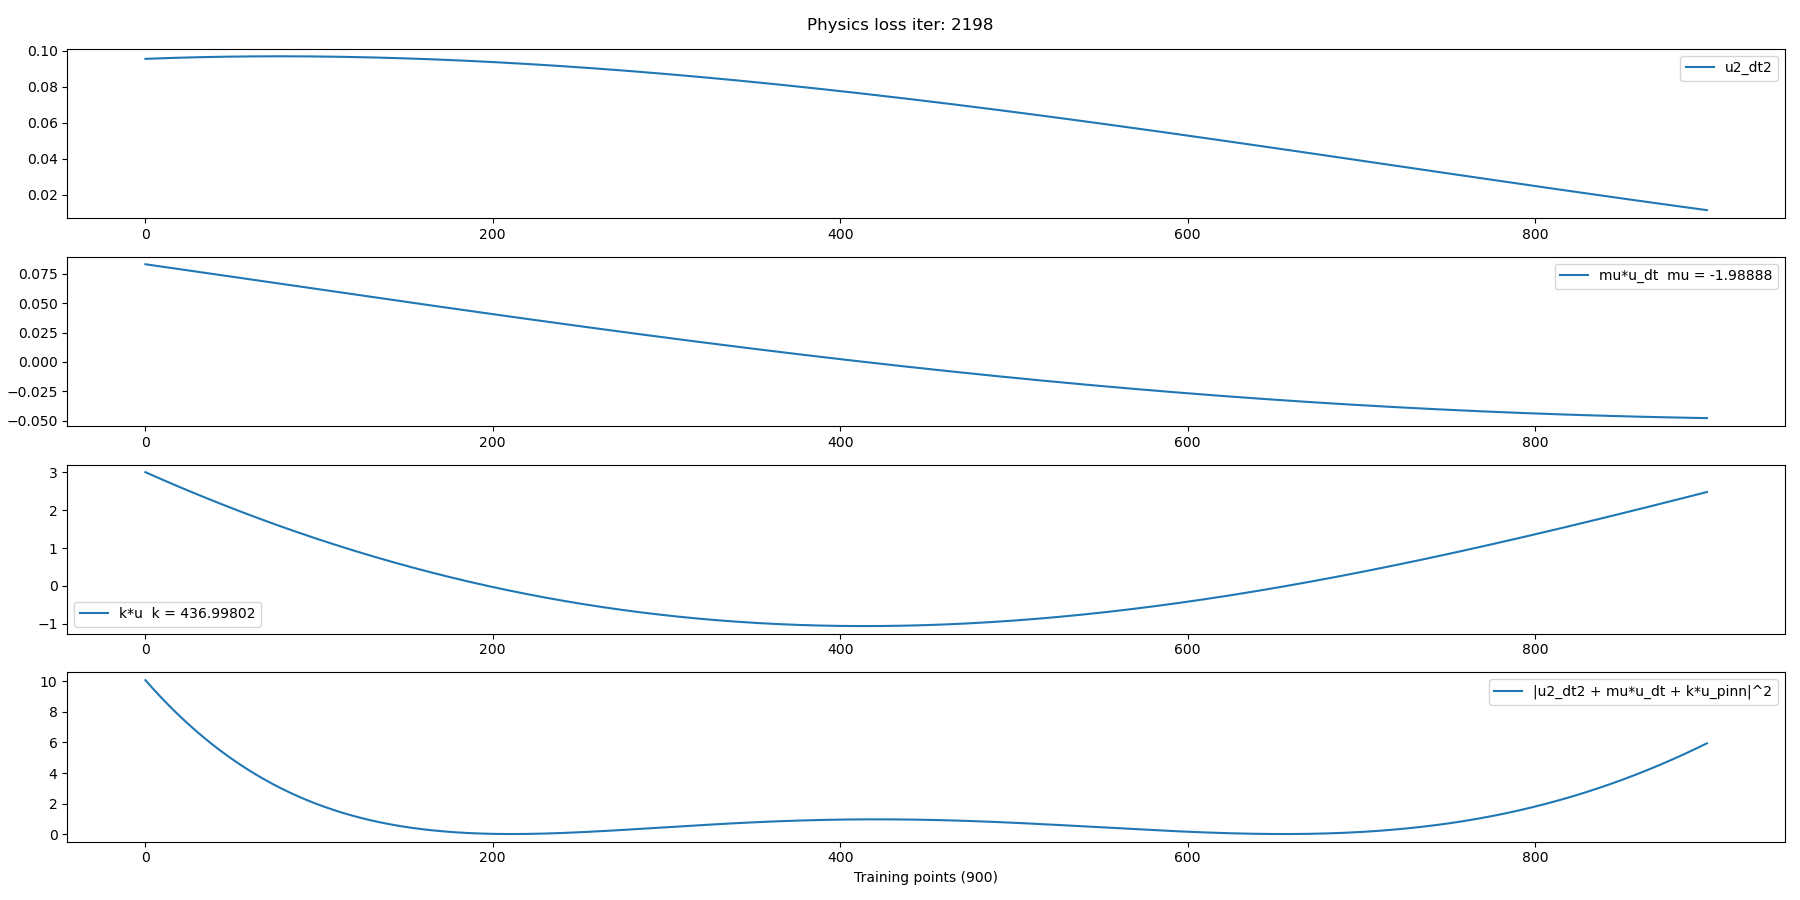 Physics loss iter: 2198
0.10
0.08
0.06
0.04
0.02
u2_dt2
0 200 400 600 800
0.075
0.050
0.025
0.000
−0.025
−0.050
mu*u_dt  mu = -1.98888
0 200 400 600 800
3
2
1
0
−1
k*u  k = 436.99802
0 200 400 600 800
10
8
6
4
2
0
|u2_dt2 + mu*u_dt + k*u_pinn|^2
0 200 400 600 800
Training points (900)